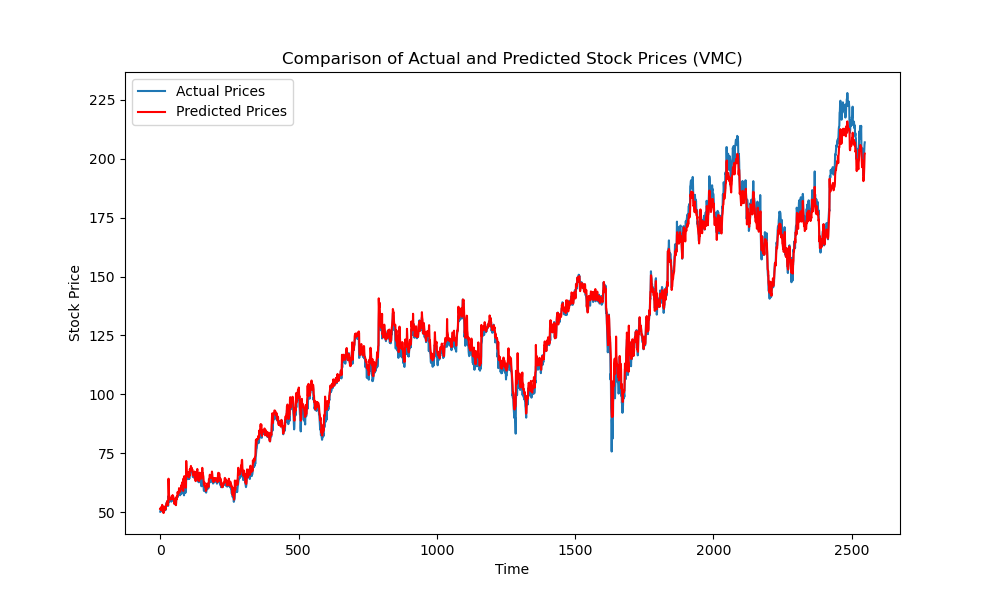 Comparison of Actual and Predicted Stock Prices (VMC)
Actual Prices
Predicted Prices
225
200
175
150
125
100
75
50
Stock Price
0
500
1000
1500
2000
2500
Time